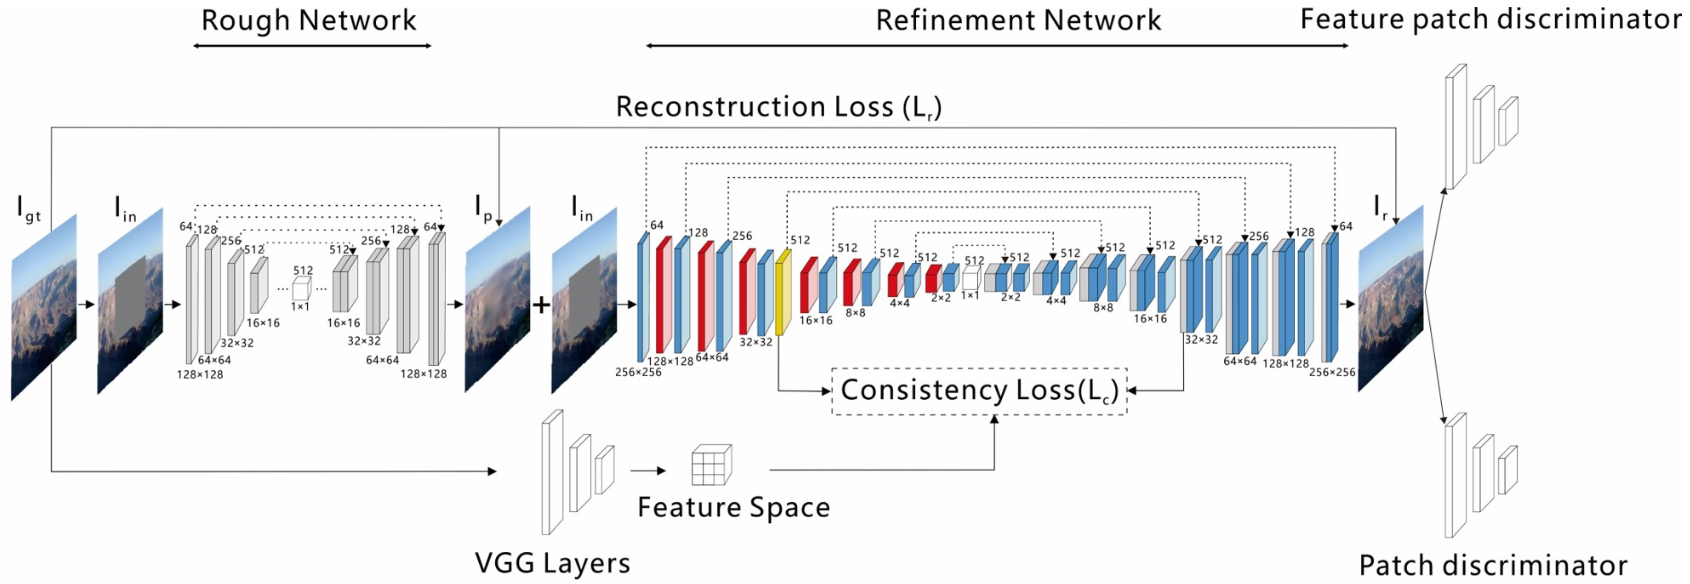 Rough Network
Refinement Network
Feature patch discriminator
Reconstruction Loss (Lr)
Igt
Iin
Ip
Iin
Ir
64 128 256 512 512 512 256 128 64
128×128 64×64 32×32 16×16 1×1 16×16 32×32 64×64 128×128
64 128 256 512 512 512 512 512 512 512 512 512 512 256 128 64
256×256 128×128 64×64 32×32 16×16 8×8 4×4 2×2 1×1 2×2 4×4 8×8 16×16 32×32 64×64 128×128 256×256
+
Consistency Loss(Lc)
Feature Space
VGG Layers
Patch discriminator